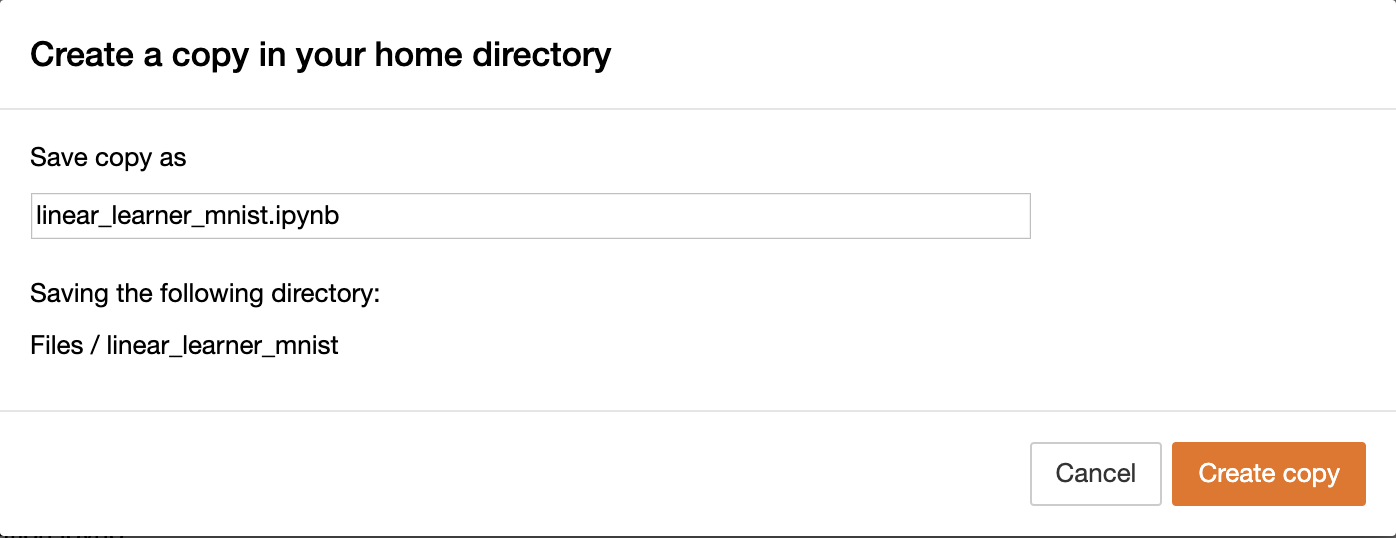 Create a copy in your home directory
Save copy as
linear_learner_mnist.ipynb
Saving the following directory:
Files / linear_learner_mnist
Cancel
Create copy